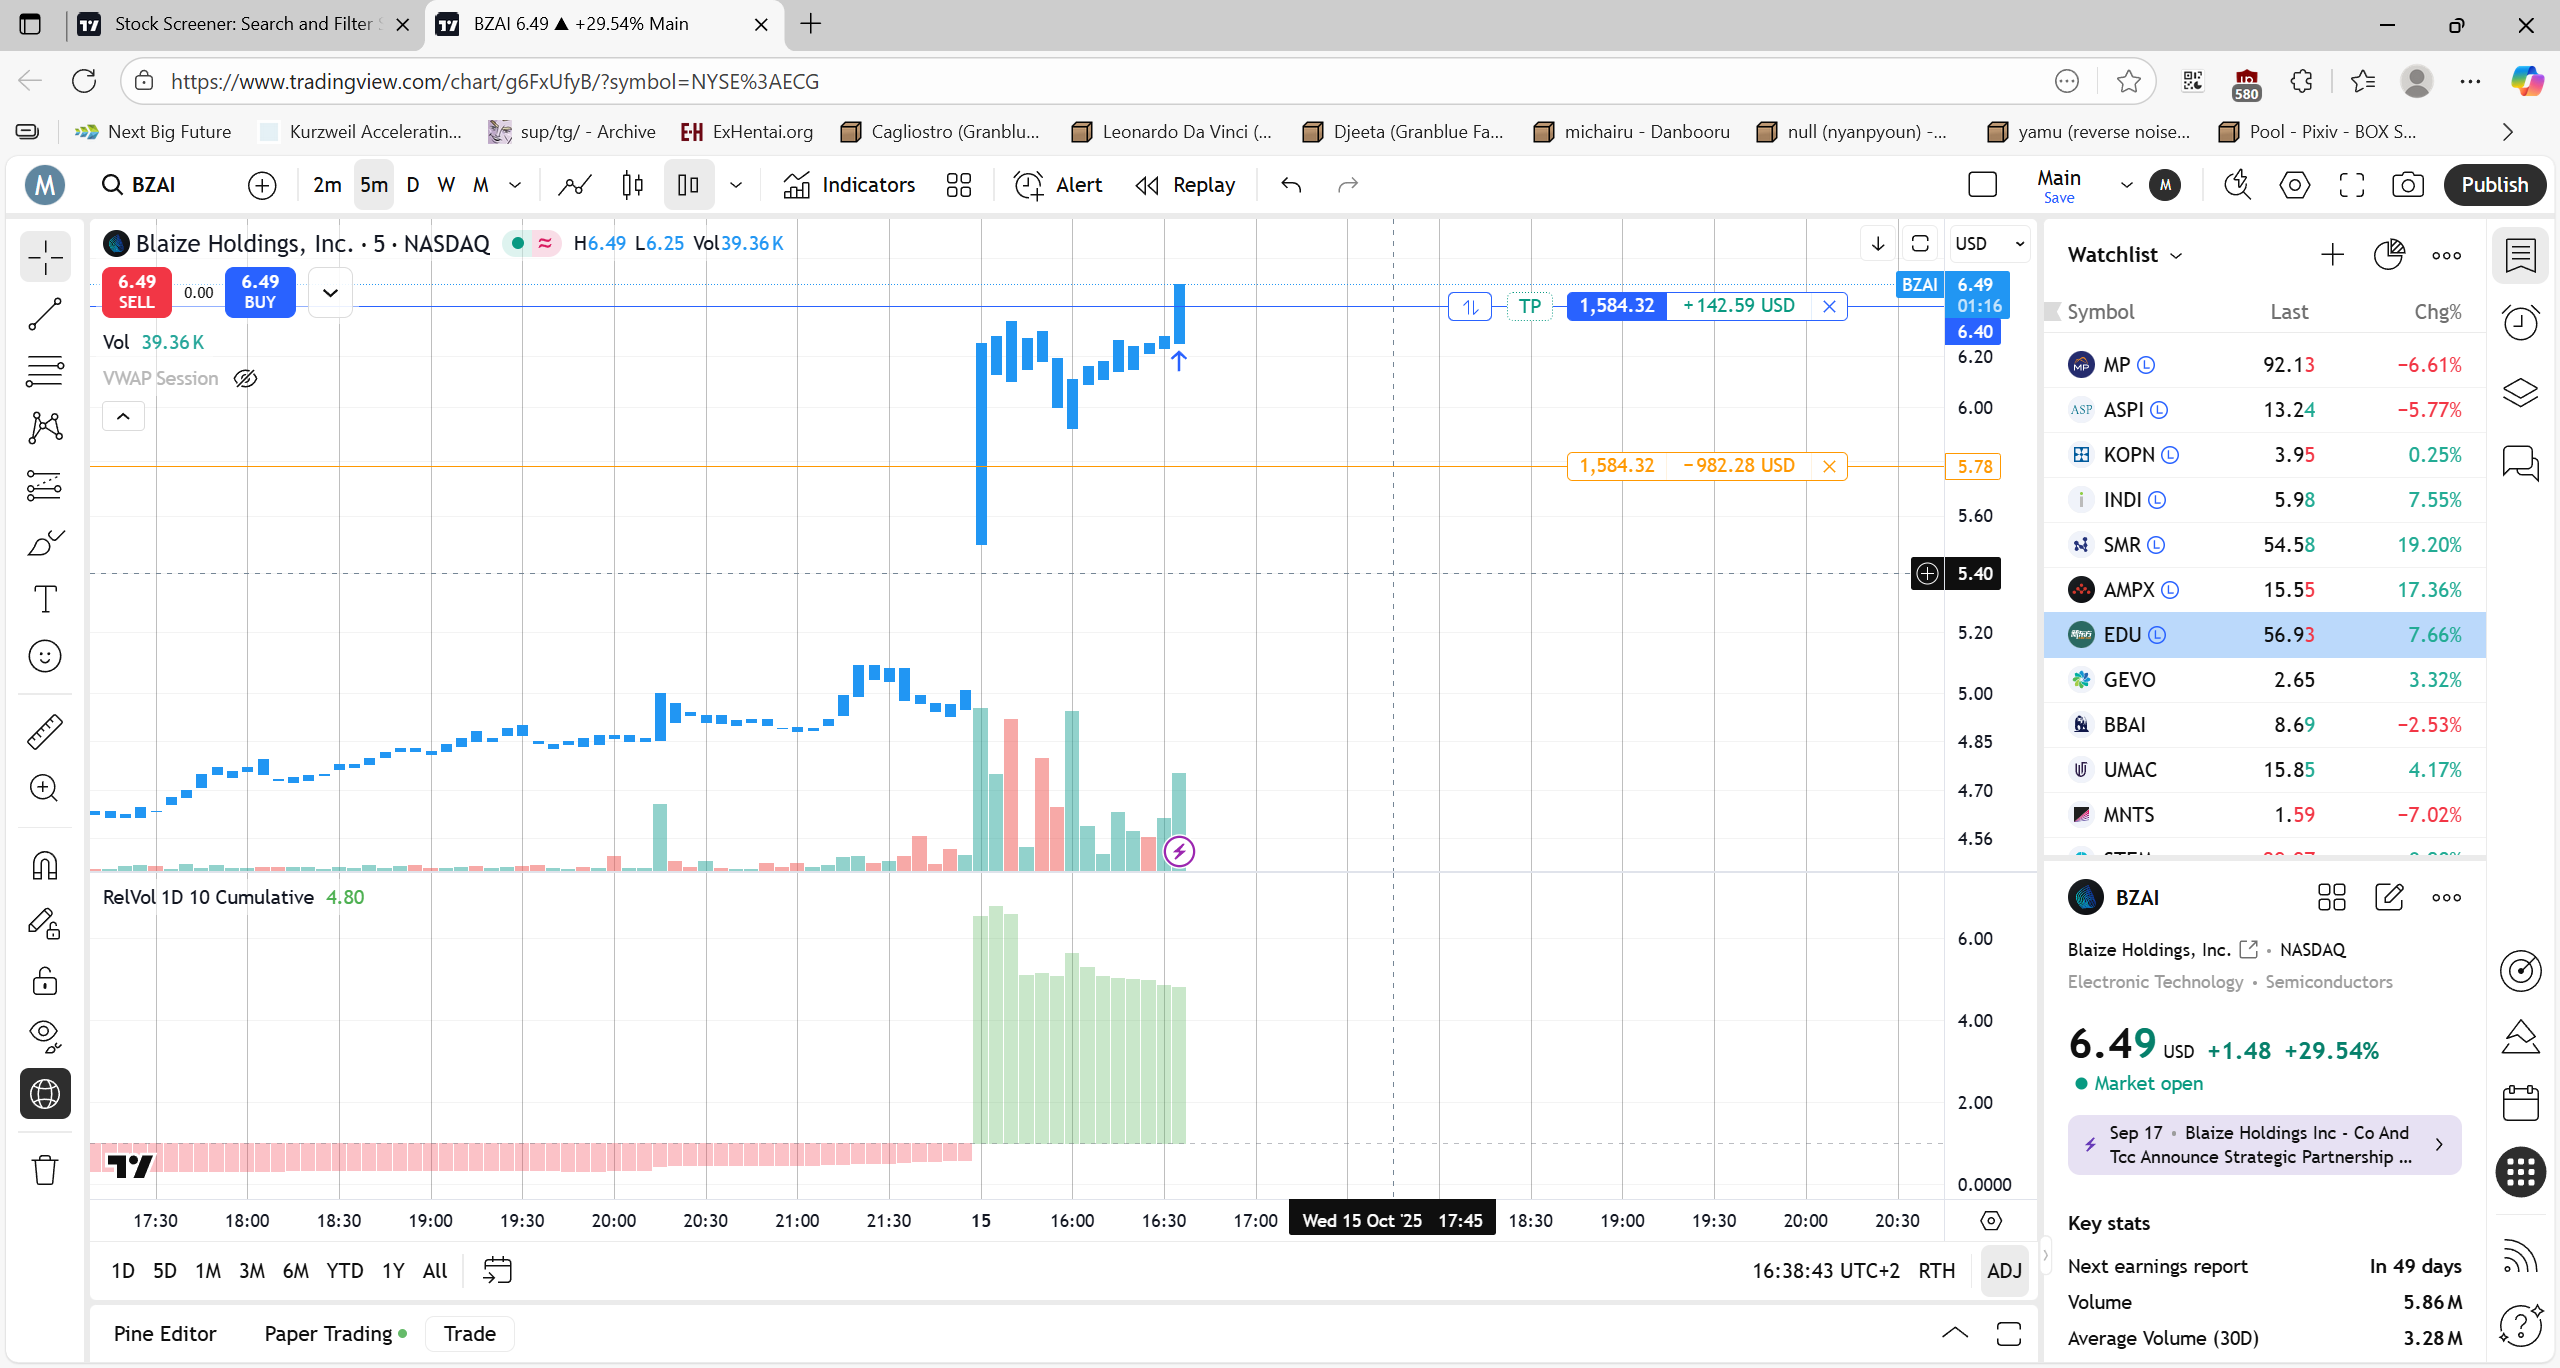 Stock Screener: Search and Filter S
BZAI 6.49 ▲ +29.54% Main
https://www.tradingview.com/chart/g6FxUfyB/?symbol=NYSE%3AECG
580
Next Big Future
Kurzweil Acceleratin...
sup/tg/ - Archive
ExHentai.org
Cagliostro (Granblu...
Leonardo Da Vinci (...
Djeeta (Granblue Fa...
michairu - Danbooru
null (nyanpyoun) -...
yamu (reverse noise...
Pool - Pixiv - BOX S...
M
BZAI
2m 5m D W M
Indicators
Alert
Replay
Main
Save
M
Publish
Blaize Holdings, Inc. · 5 · NASDAQ
H6.49 L6.25 Vol39.36 K
USD
6.49
SELL
0.00
6.49
BUY
Vol 39.36 K
VWAP Session
TP
1,584.32
+142.59 USD
1,584.32
−982.28 USD
BZAI
6.49
01:16
6.40
6.20
6.00
5.78
5.60
5.40
5.20
5.00
4.85
4.70
4.56
RelVol 1D 10 Cumulative 4.80
6.00
4.00
2.00
0.0000
17:30 18:00 18:30 19:00 19:30 20:00 20:30 21:00 21:30 15 16:00 16:30 17:00 Wed 15 Oct '25 17:45 18:30 19:00 19:30 20:00 20:30
1D 5D 1M 3M 6M YTD 1Y All
16:38:43 UTC+2 RTH ADJ
Pine Editor
Paper Trading
Trade
Watchlist
Symbol Last Chg%
MP L 92.13 −6.61%
ASPI L 13.24 −5.77%
KOPN L 3.95 0.25%
INDI L 5.98 7.55%
SMR L 54.58 19.20%
AMPX L 15.55 17.36%
EDU L 56.93 7.66%
GEVO 2.65 3.32%
BBAI 8.69 −2.53%
UMAC 15.85 4.17%
MNTS 1.59 −7.02%
BZAI
Blaize Holdings, Inc. • NASDAQ
Electronic Technology • Semiconductors
6.49 USD +1.48 +29.54%
Market open
Sep 17 • Blaize Holdings Inc - Co And
Tcc Announce Strategic Partnership ...
Key stats
Next earnings report In 49 days
Volume 5.86 M
Average Volume (30D) 3.28 M